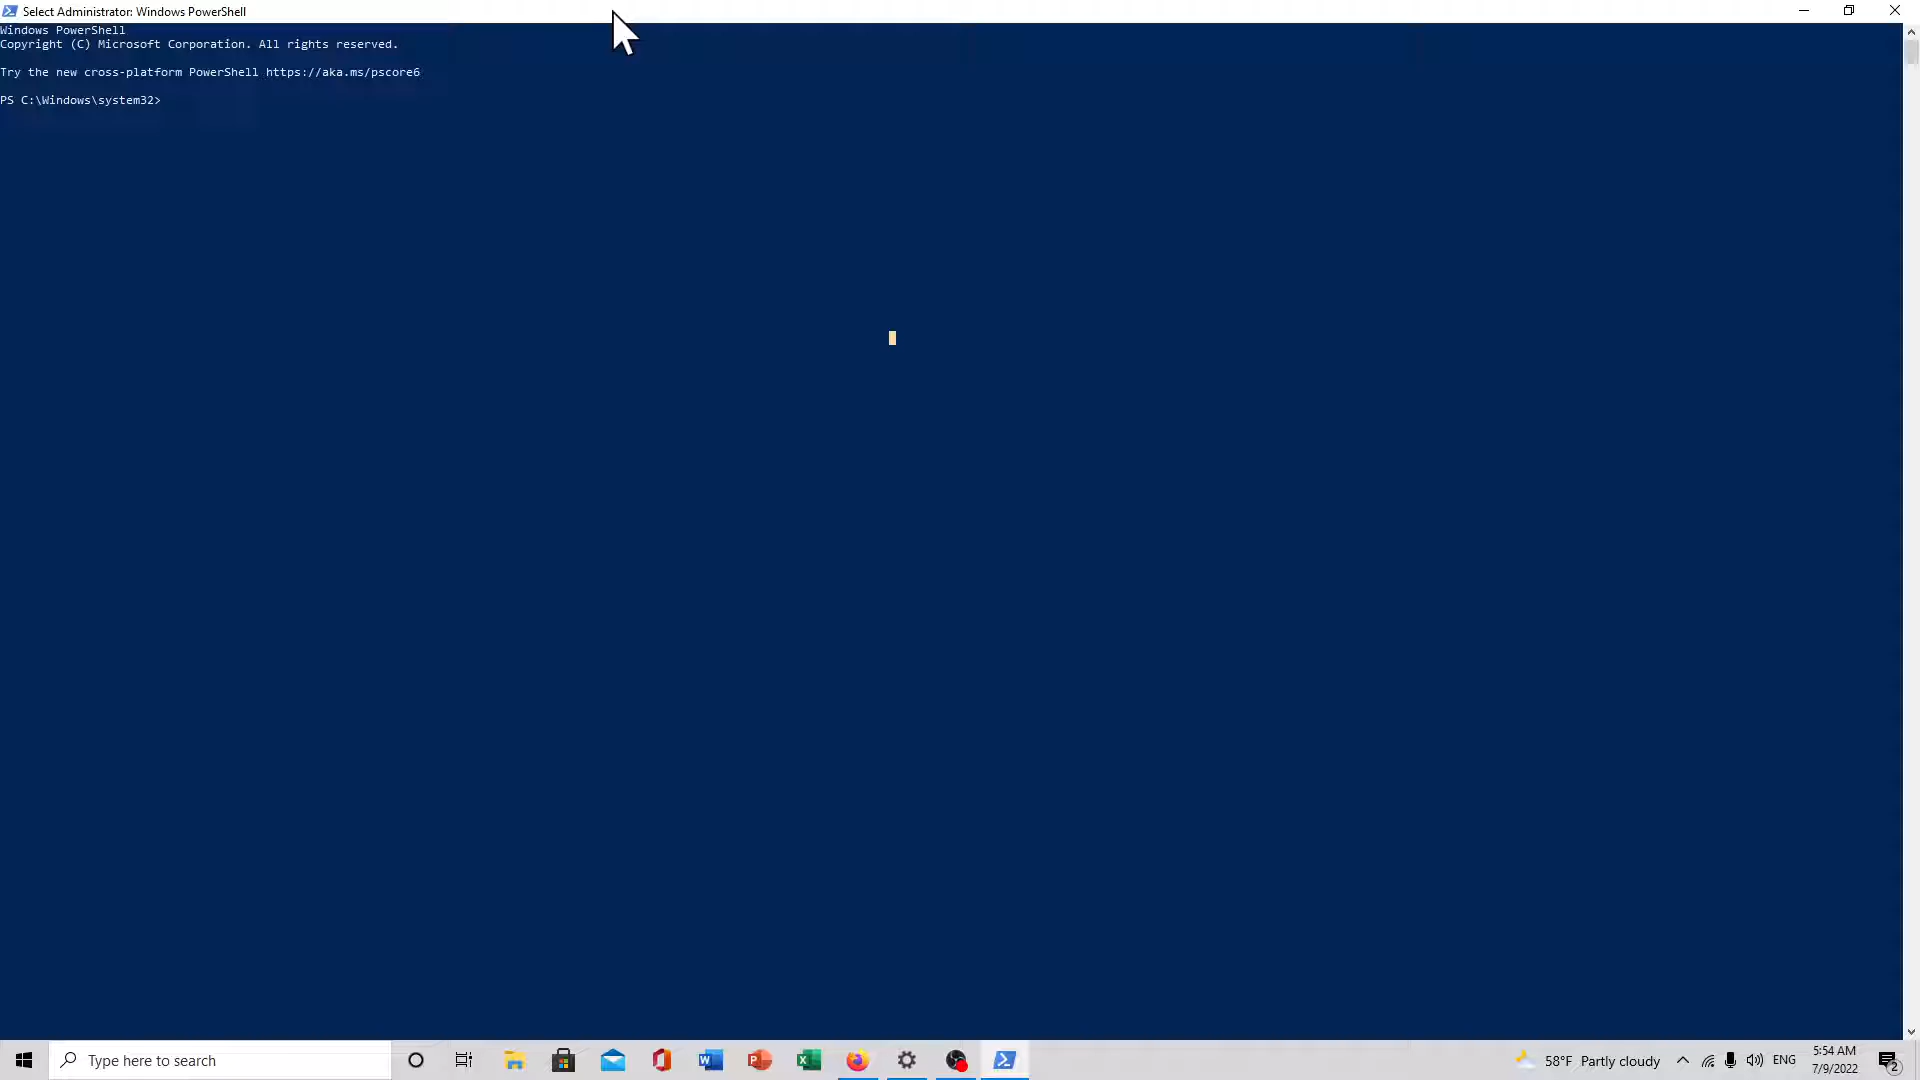 Select Administrator: Windows PowerShell
Windows PowerShell
Copyright (C) Microsoft Corporation. All rights reserved.
Try the new cross-platform PowerShell https://aka.ms/pscore6
PS C:\Windows\system32>
Type here to search
58°F Partly cloudy
ENG
5:54 AM
7/9/2022
2